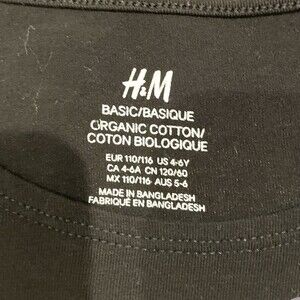 H&M
BASIC/BASIQUE
ORGANIC COTTON/
COTON BIOLOGIQUE
EUR 110/116 US 4-6Y
CA 4-6A CN 120/60
MX 110/116 AUS 5-6
MADE IN BANGLADESH
FABRIQUÉ EN BANGLADESH